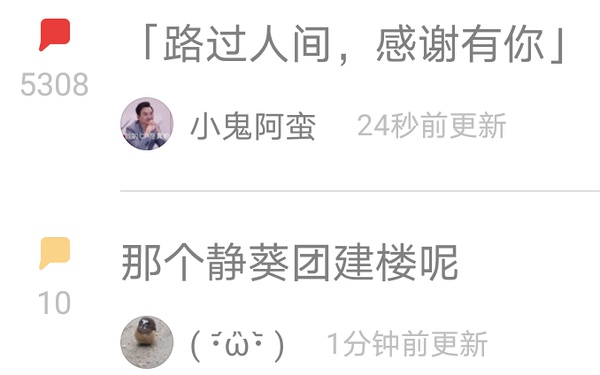 「路过人间，感谢有你」
5308
小鬼阿蛮 24秒前更新
那个静葵团建楼呢
10
( ･᷄ὢ･᷅ ) 1分钟前更新